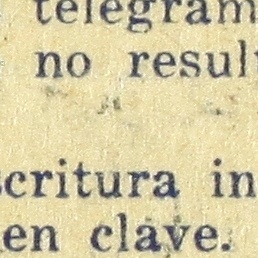 telegram
no resul
critura in
en clave.